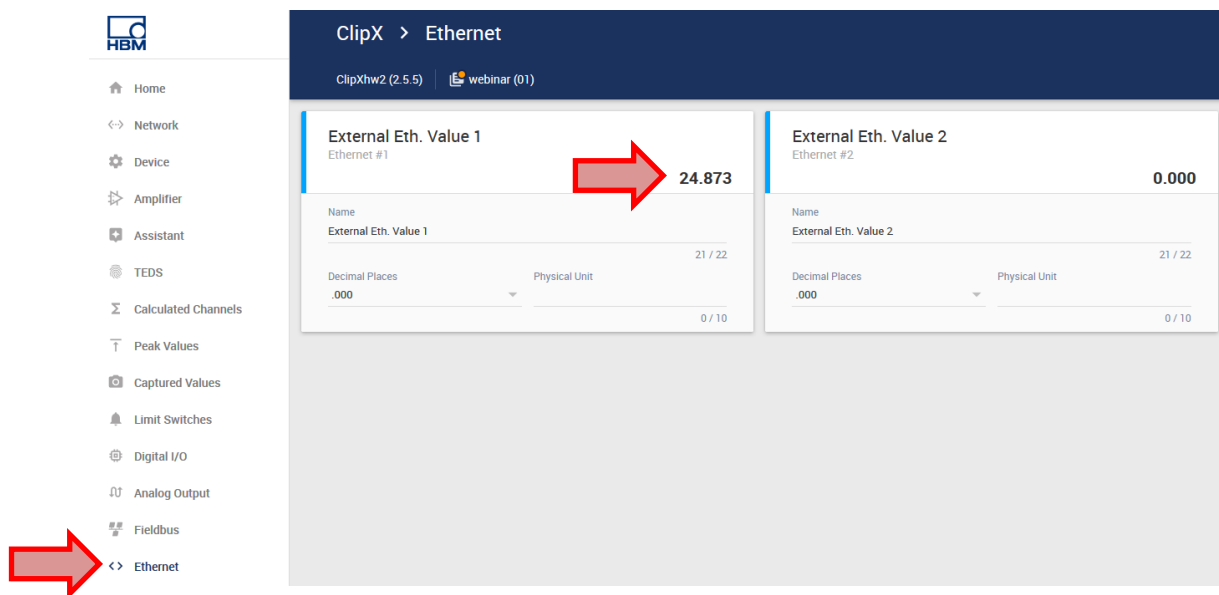 HBM
Home
Network
Device
Amplifier
Assistant
TEDS
Calculated Channels
Peak Values
Captured Values
Limit Switches
Digital I/O
Analog Output
Fieldbus
Ethernet
ClipX > Ethernet
ClipXhw2 (2.5.5) webinar (01)
External Eth. Value 1
Ethernet #1
24.873
Name
External Eth. Value 1
21 / 22
Decimal Places Physical Unit
.000
0 / 10
External Eth. Value 2
Ethernet #2
0.000
Name
External Eth. Value 2
21 / 22
Decimal Places Physical Unit
.000
0 / 10